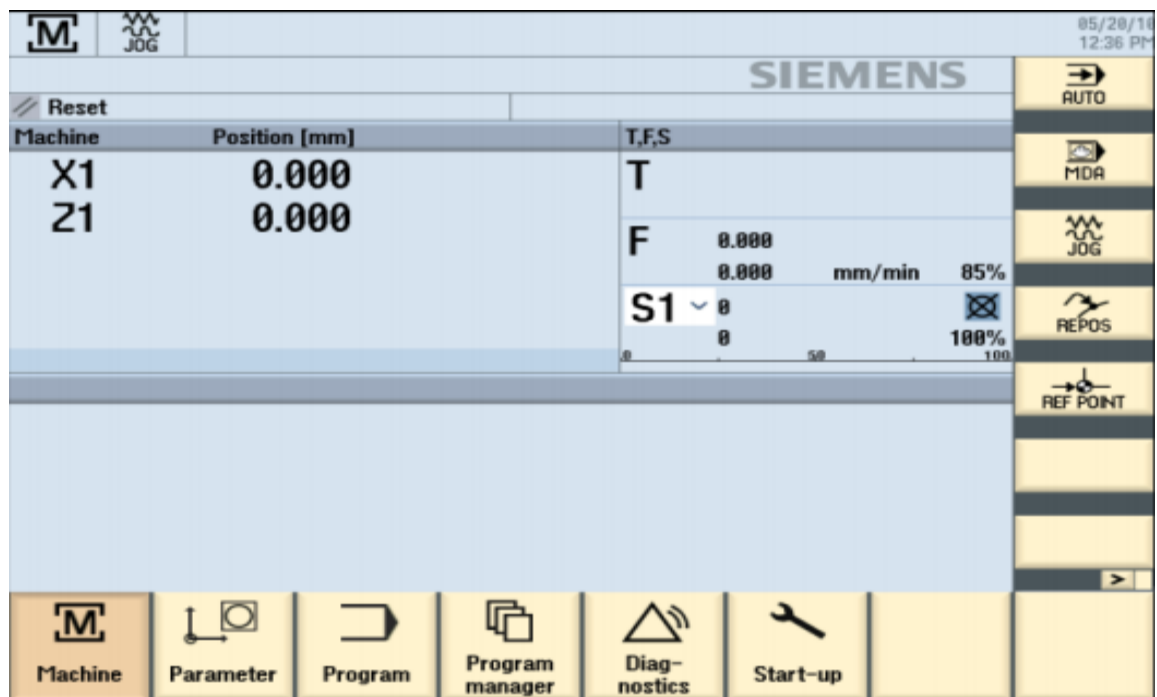 M
JOG
05/20/10
12:36 PM
SIEMENS
AUTO
Reset
Machine Position [mm] T,F,S
X1 0.000 T
MDA
Z1 0.000
F 0.000
JOG
0.000 mm/min 85%
S1 0
REPOS
0 100%
0 50 100
REF POINT
>
M
Machine Parameter Program Program manager Diag-nostics Start-up